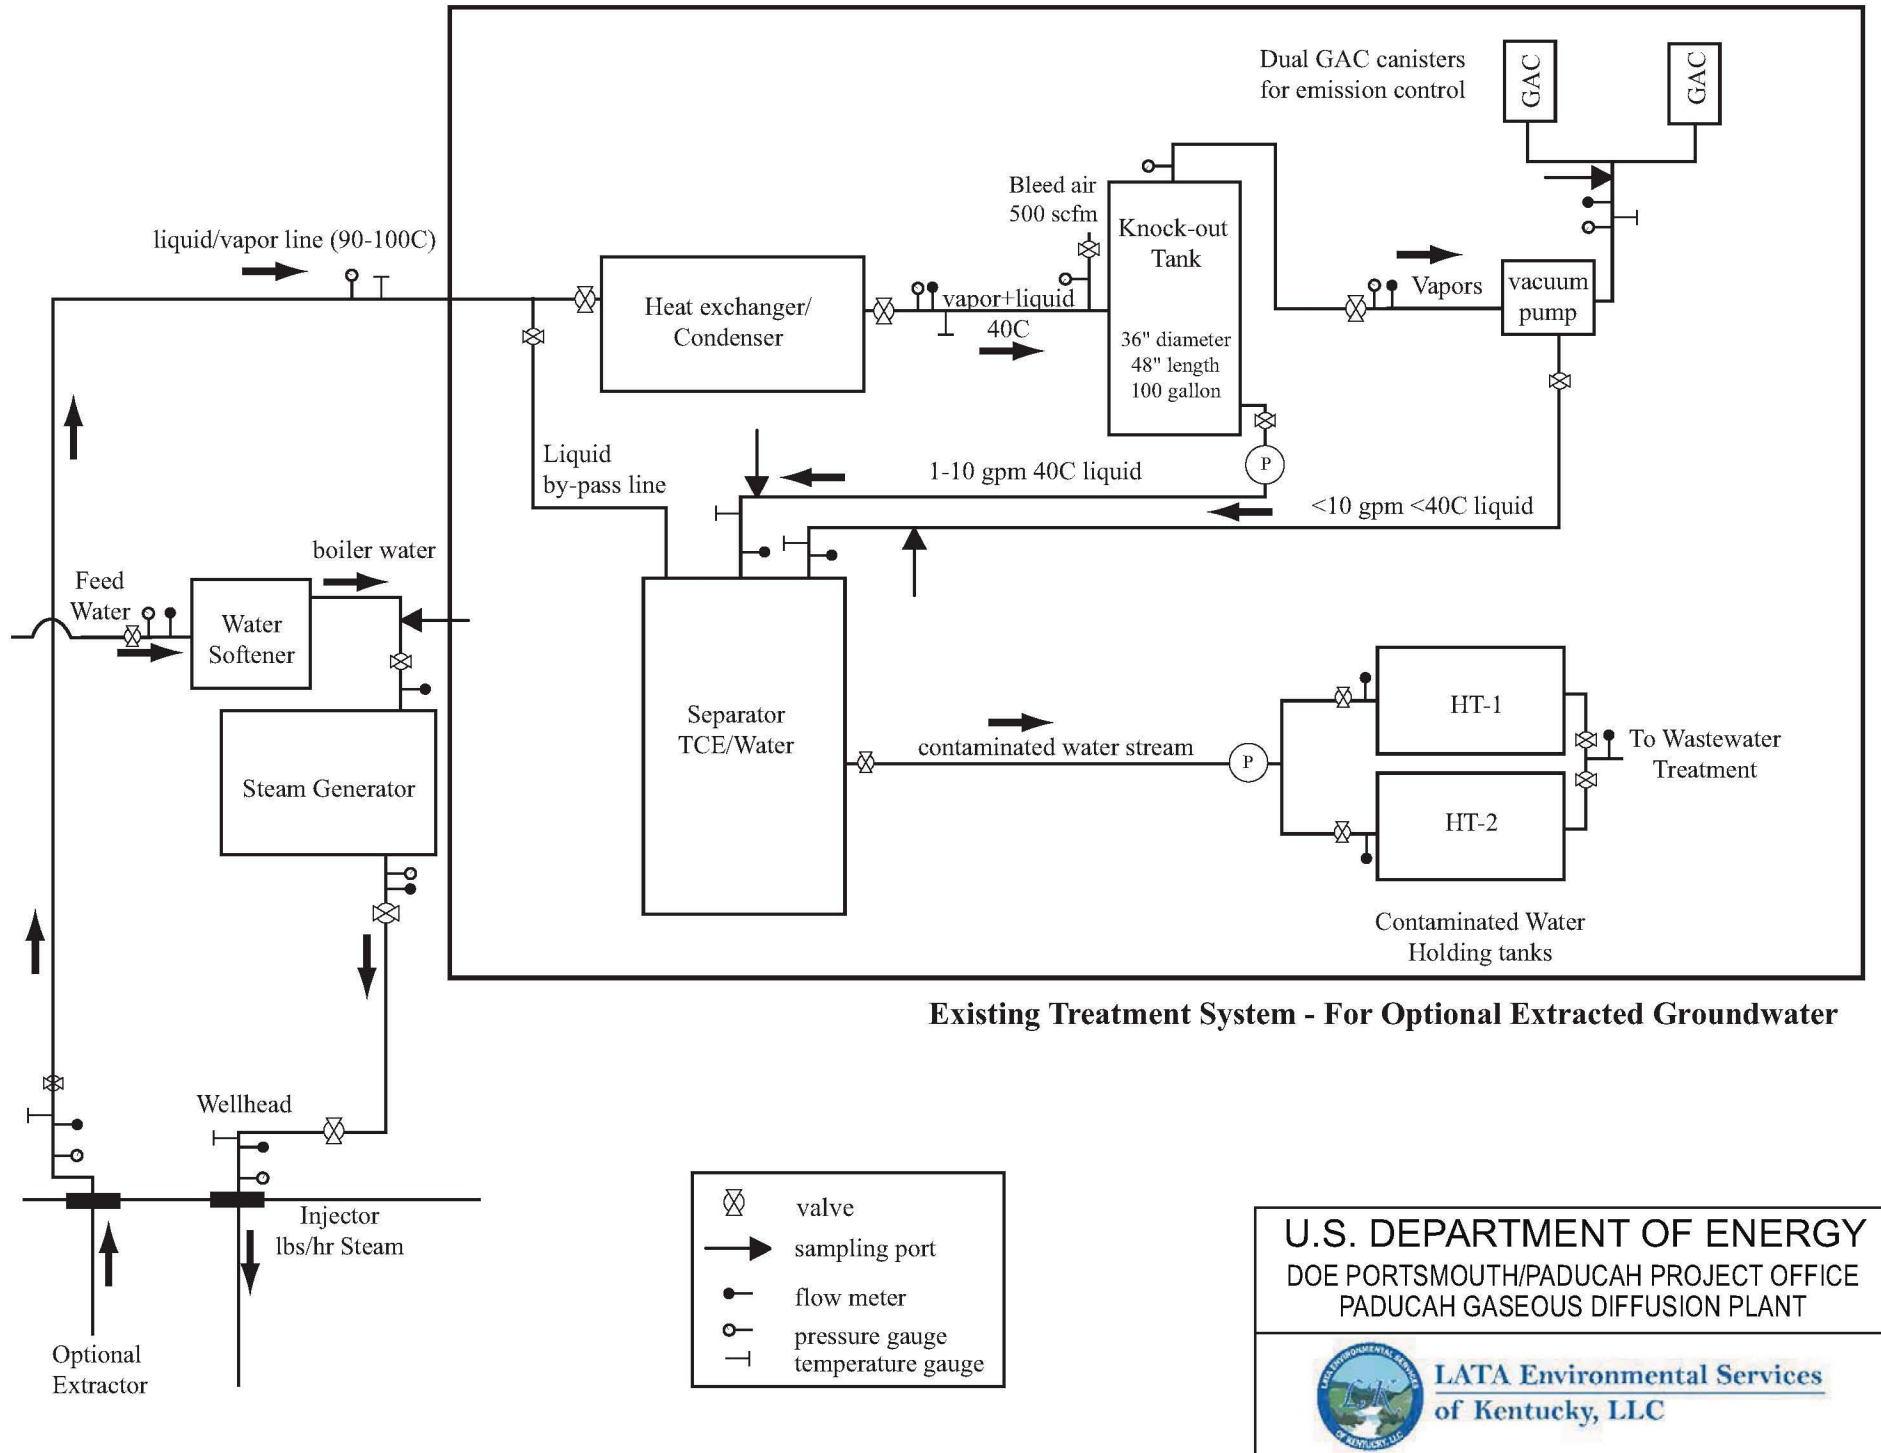 Dual GAC canisters
for emission control
GAC
GAC
Bleed air
500 scfm
Knock-out
Tank
36" diameter
48" length
100 gallon
liquid/vapor line (90-100C)
Heat exchanger/
Condenser
vapor+liquid
40C
Vapors
vacuum
pump
Liquid
by-pass line
1-10 gpm 40C liquid
P
<10 gpm <40C liquid
boiler water
Feed
Water
Water
Softener
Steam Generator
Separator
TCE/Water
contaminated water stream
P
HT-1
HT-2
To Wastewater
Treatment
Contaminated Water
Holding tanks
Existing Treatment System - For Optional Extracted Groundwater
Wellhead
Injector
lbs/hr Steam
Optional
Extractor
valve
sampling port
flow meter
pressure gauge
temperature gauge
U.S. DEPARTMENT OF ENERGY
DOE PORTSMOUTH/PADUCAH PROJECT OFFICE
PADUCAH GASEOUS DIFFUSION PLANT
LATA ENVIRONMENTAL SERVICES
OF KENTUCKY, LLC
LATA Environmental Services
of Kentucky, LLC